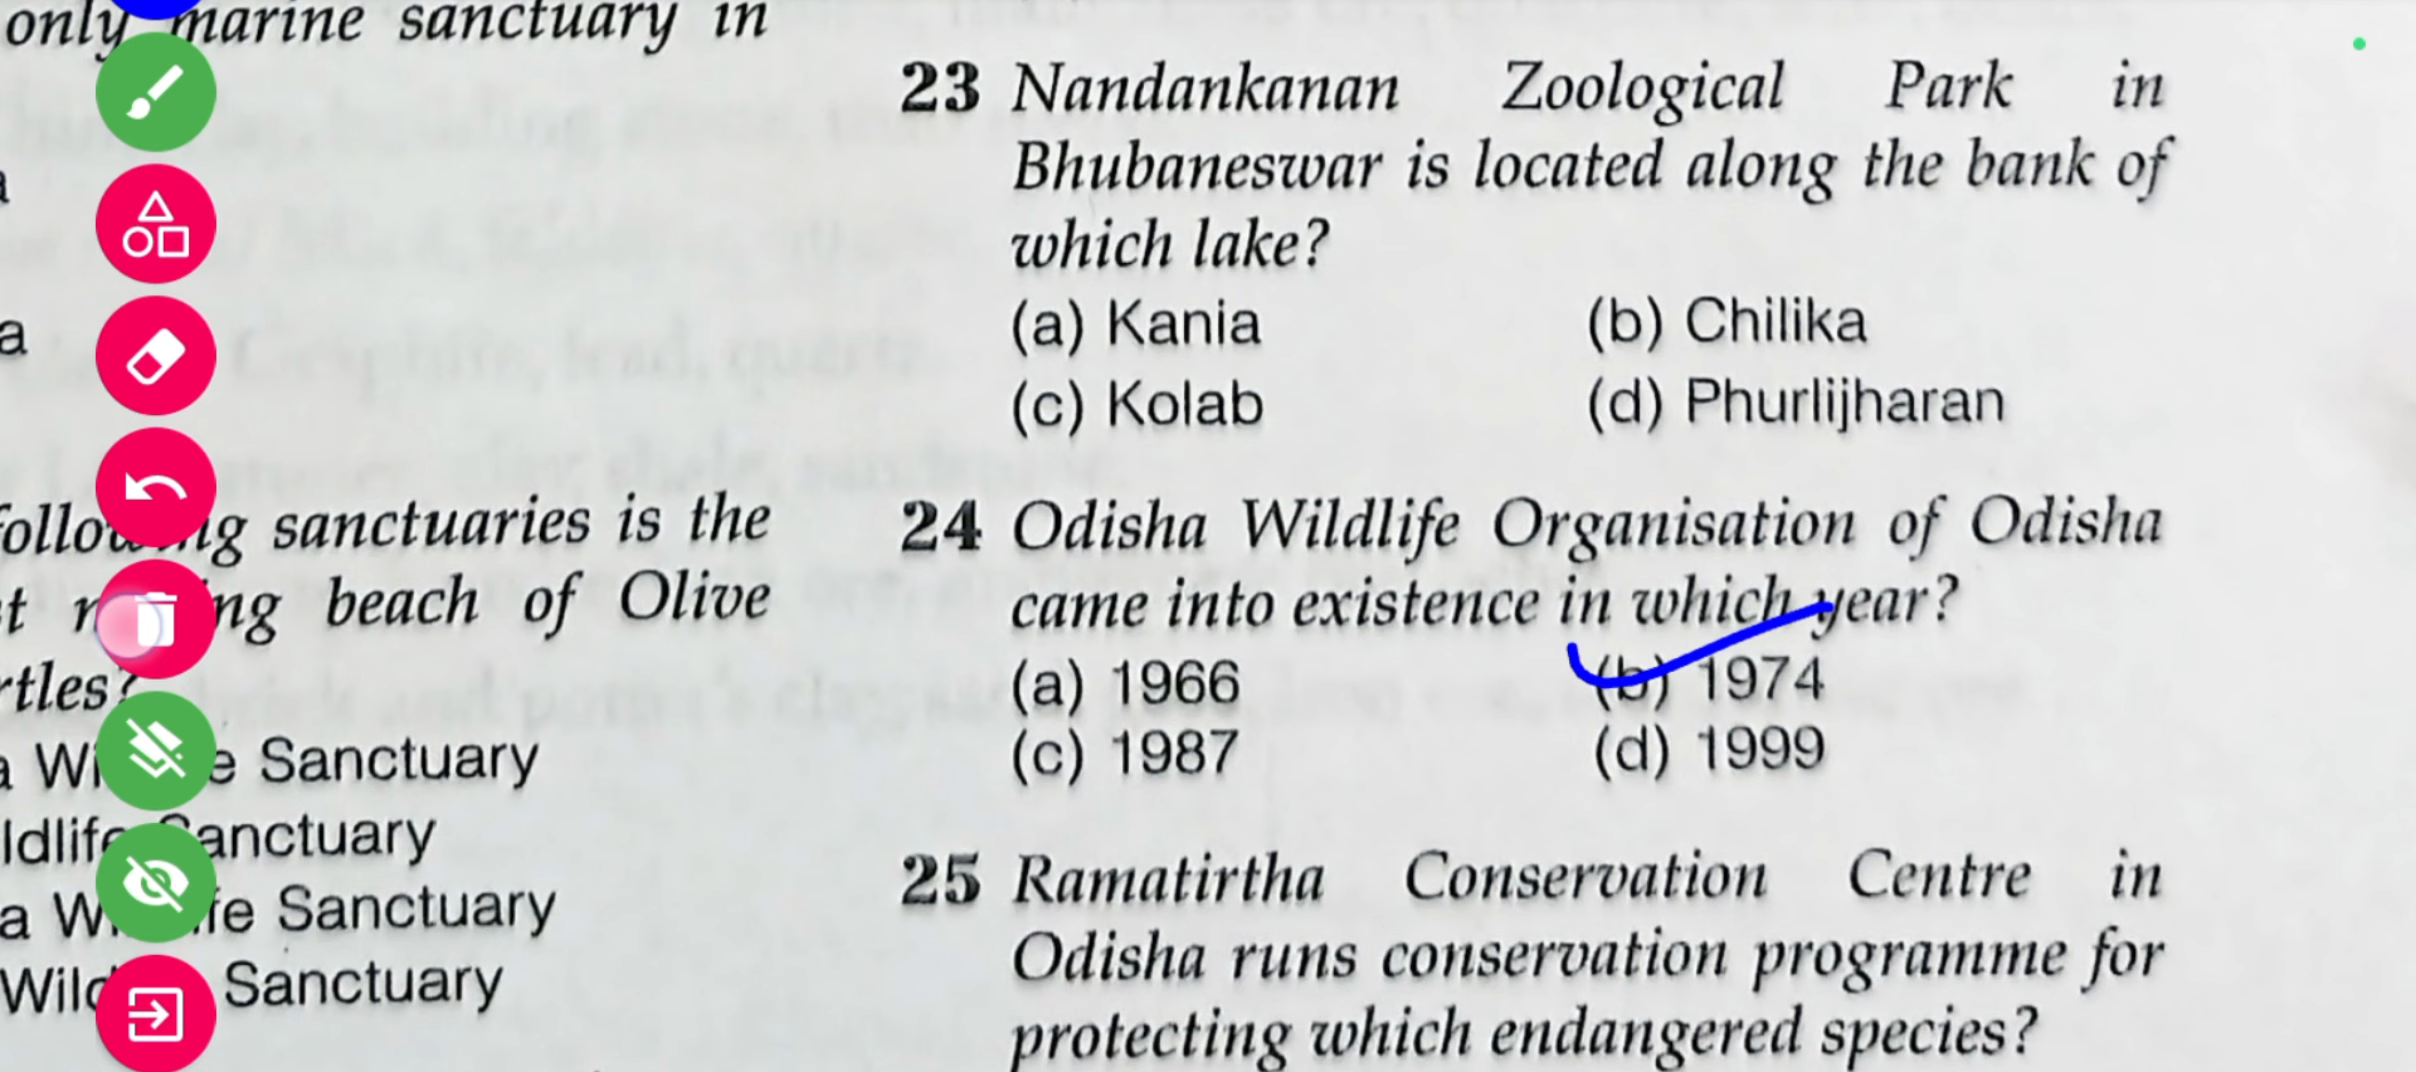 only marine sanctuary in
a
following sanctuaries is the
beach of Olive
Sanctuary
Sanctuary
Sanctuary
Sanctuary
23 Nandankanan Zoological Park in
Bhubaneswar is located along the bank of
which lake?
(a) Kania (b) Chilika
(c) Kolab (d) Phurlijharan
24 Odisha Wildlife Organisation of Odisha
came into existence in which year?
(a) 1966 (b) 1974
(c) 1987 (d) 1999
25 Ramatirtha Conservation Centre in
Odisha runs conservation programme for
protecting which endangered species?